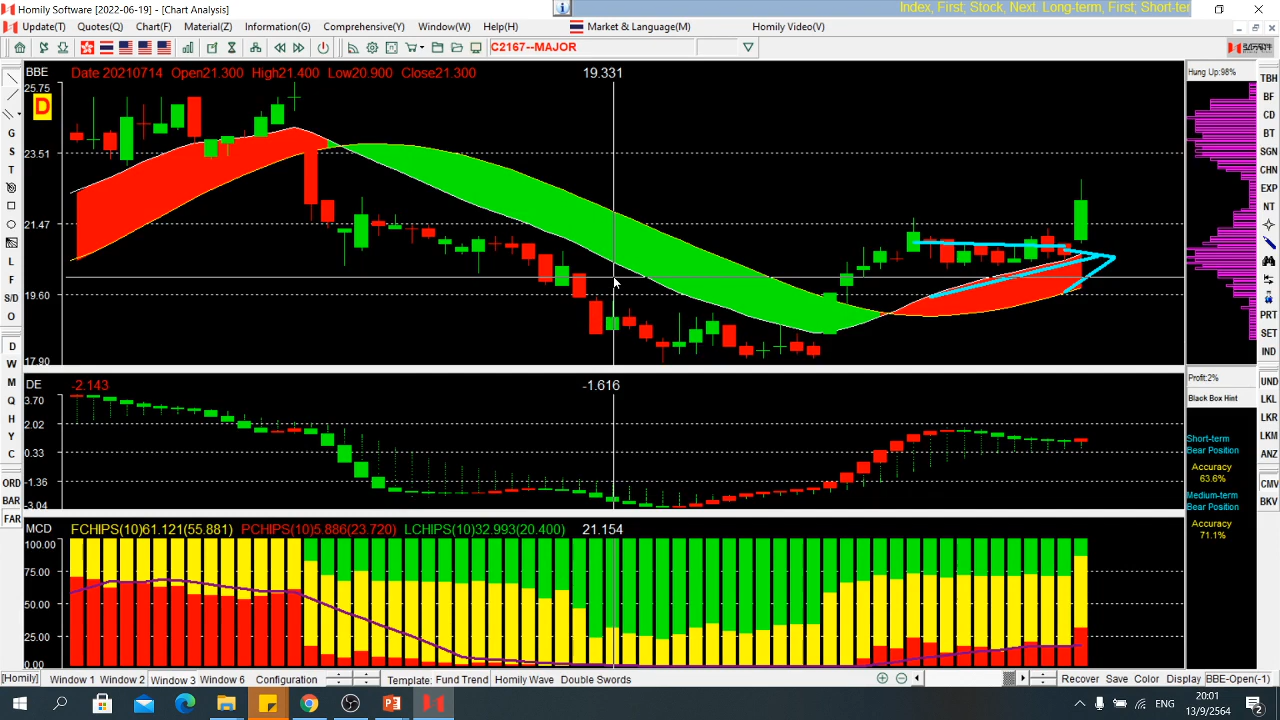 Homily Software [2022-06-19] - [Chart Analysis]
Index, First; Stock, Next. Long-term, First; Short-te
Update(T) Quotes(Q) Chart(F) Material(Z) Information(G) Comprehensive(Y) Window(W) Help(H) Market & Language(M) Homily Video
C2167--MAJOR
BBE Date 20210714 Open21.300 High21.400 Low20.900 Close21.300 19.331
Hung Up:98%
25.75
D
23.51
21.47
19.60
17.90
DE -2.143 -1.616
3.70
2.02
0.33
-1.36
-3.04
MCD FCHIPS(10)61.121(55.881) PCHIPS(10)5.886(23.720) LCHIPS(10)32.993(20.400) 21.154
100.00
75.00
50.00
25.00
0.00
G
S
T
L
F
S/D
O
D
W
M
Q
H
Y
C
ORD
BAR
FAR
Profit:2%
Black Box Hint
Short-term
Bear Position
Accuracy
63.6%
Medium-term
Bear Position
Accuracy
71.1%
TBH
BF
CD
BT
SGN
CHN
EXP
NT
PRT
SET
IND
UND
LKL
LKR
LKM
ANZ
CMV
BKV
[Homily] Window 1 Window 2 Window 3 Window 6 Configuration Template: Fund Trend Homily Wave Double Swords Recover Save Color Display BBE-Open(-1)
ENG
20:01
13/9/2564
2